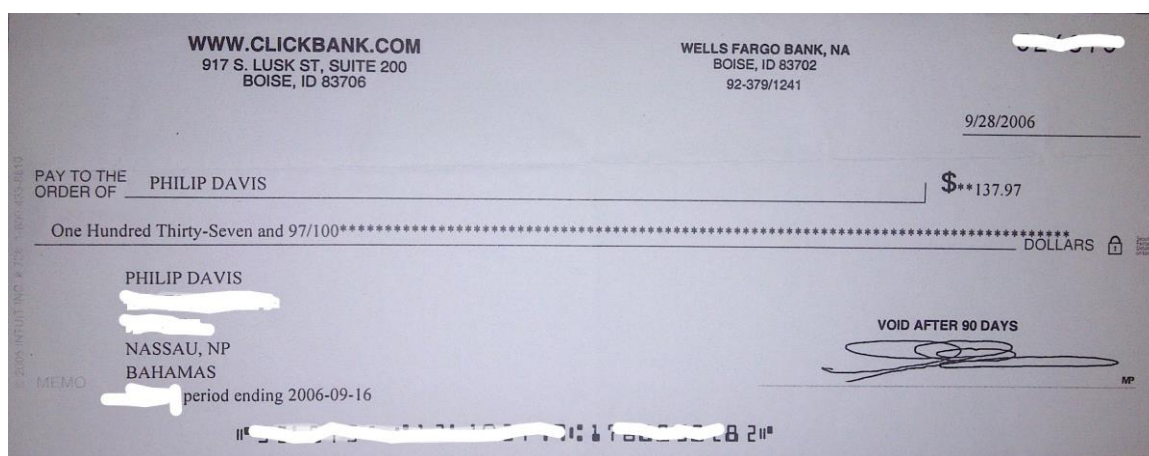 WWW.CLICKBANK.COM
917 S. LUSK ST, SUITE 200
BOISE, ID 83706
WELLS FARGO BANK, NA
BOISE, ID 83702
92-379/1241
9/28/2006
PAY TO THE
ORDER OF PHILIP DAVIS
$**137.97
One Hundred Thirty-Seven and 97/100**************************************************************************
DOLLARS
PHILIP DAVIS
NASSAU, NP
BAHAMAS
MEMO
period ending 2006-09-16
VOID AFTER 90 DAYS
MP